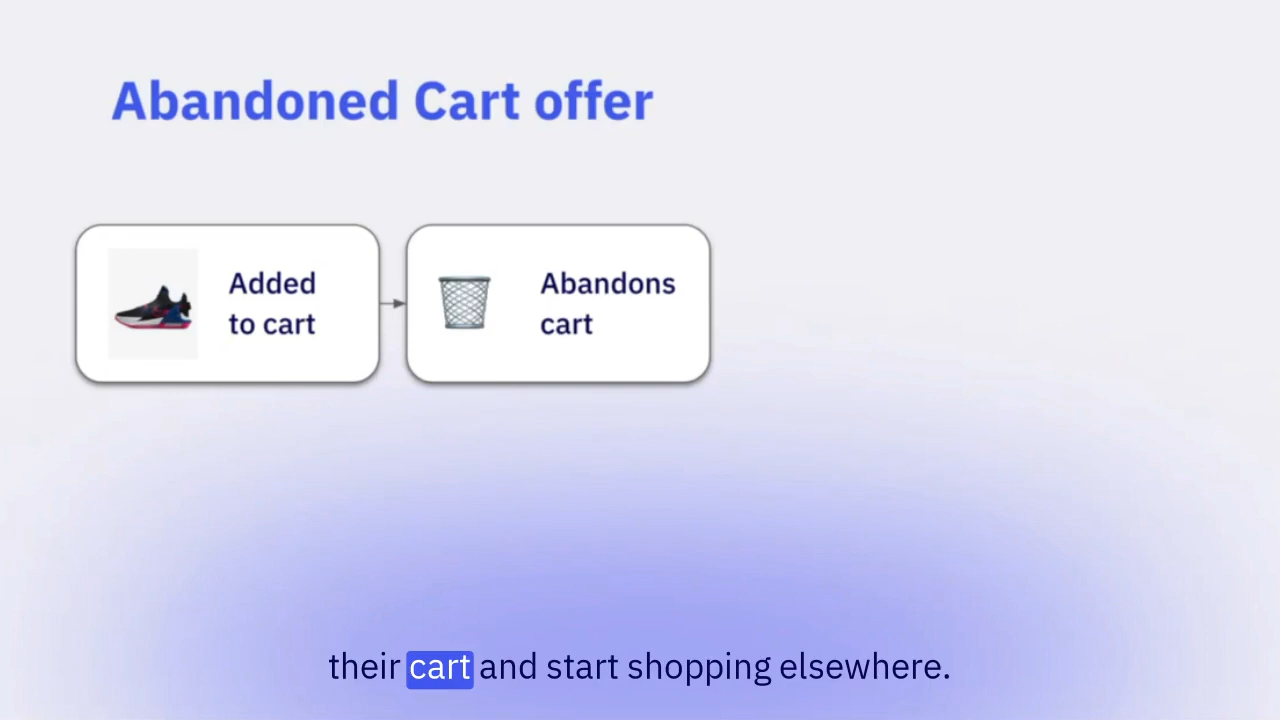 Abandoned Cart offer
Added
to cart
Abandons
cart
their cart and start shopping elsewhere.